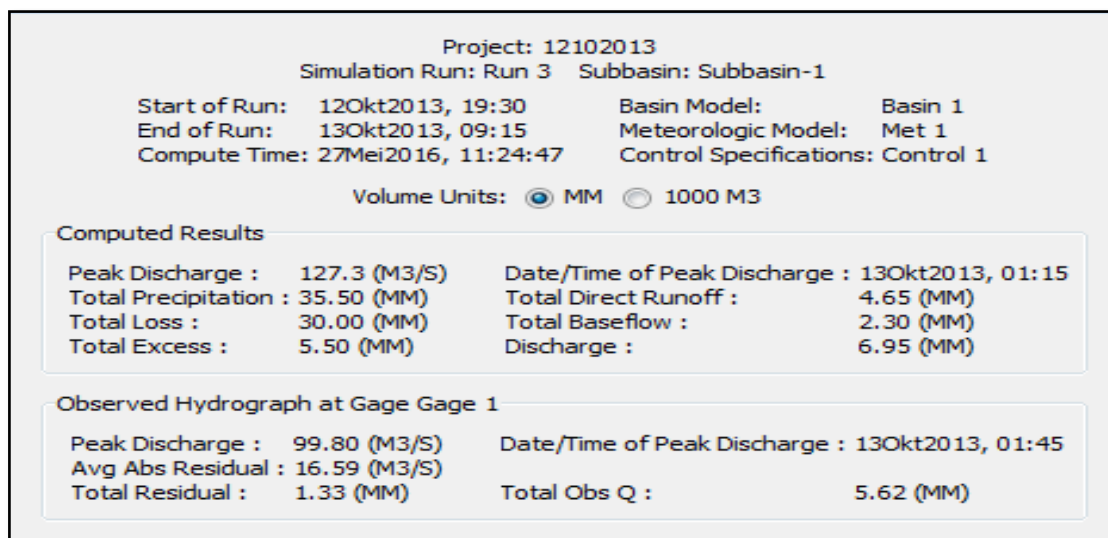 Project: 12102013
Simulation Run: Run 3 Subbasin: Subbasin-1
Start of Run: 12Okt2013, 19:30 Basin Model: Basin 1
End of Run: 13Okt2013, 09:15 Meteorologic Model: Met 1
Compute Time: 27Mei2016, 11:24:47 Control Specifications: Control 1
Volume Units: MM 1000 M3
Computed Results
Peak Discharge : 127.3 (M3/S) Date/Time of Peak Discharge : 13Okt2013, 01:15
Total Precipitation : 35.50 (MM) Total Direct Runoff : 4.65 (MM)
Total Loss : 30.00 (MM) Total Baseflow : 2.30 (MM)
Total Excess : 5.50 (MM) Discharge : 6.95 (MM)
Observed Hydrograph at Gage Gage 1
Peak Discharge : 99.80 (M3/S) Date/Time of Peak Discharge : 13Okt2013, 01:45
Avg Abs Residual : 16.59 (M3/S)
Total Residual : 1.33 (MM) Total Obs Q : 5.62 (MM)